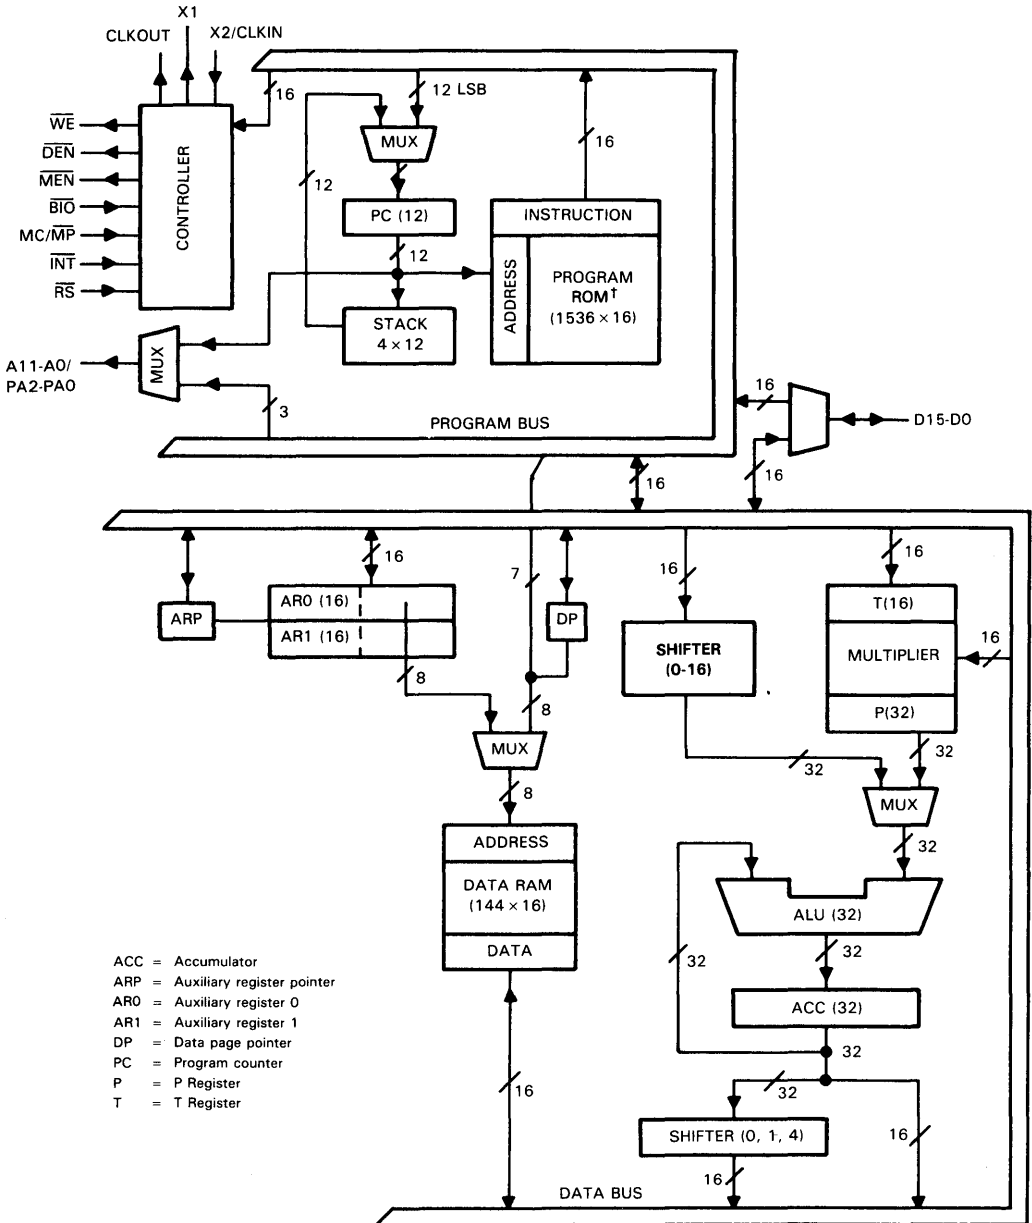 X1
CLKOUT
X2/CLKIN
WE
DEN
MEN
BIO
MC/MP
INT
RS
CONTROLLER
16
12 LSB
MUX
12
PC (12)
12
STACK
4 × 12
16
INSTRUCTION
ADDRESS
PROGRAM
ROM†
(1536 × 16)
A11-A0/
PA2-PA0
MUX
3
PROGRAM BUS
16
D15-D0
16
16
ARP
16
AR0 (16)
AR1 (16)
8
7
DP
8
MUX
8
ADDRESS
DATA RAM
(144 × 16)
DATA
16
16
SHIFTER
(0-16)
32
16
T(16)
MULTIPLIER
P(32)
16
32
MUX
32
ALU (32)
32
32
ACC (32)
32
32
SHIFTER (0, 1, 4)
16
16
DATA BUS
ACC = Accumulator
ARP = Auxiliary register pointer
AR0 = Auxiliary register 0
AR1 = Auxiliary register 1
DP = Data page pointer
PC = Program counter
P = P Register
T = T Register